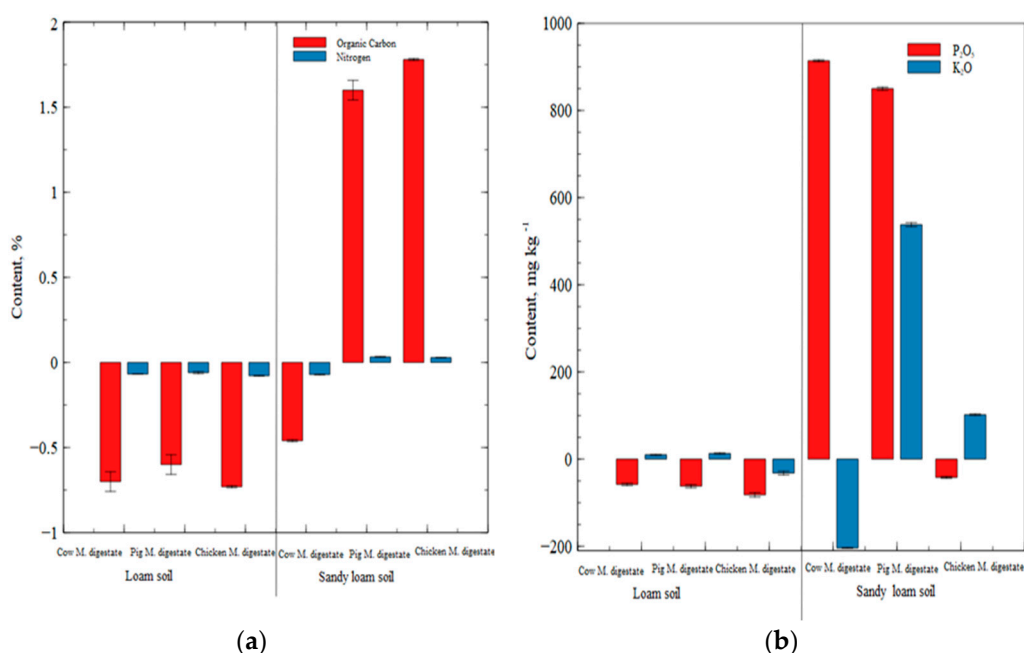 Organic Carbon
Nitrogen
Content, %
2
1.5
1
0.5
0
−0.5
−1
Cow M. digestate Pig M. digestate Chicken M. digestate Cow M. digestate Pig M. digestate Chicken M. digestate
Loam soil Sandy loam soil
(a)
P2O5
K2O
Content, mg kg -1
1000
800
600
400
200
0
−200
Cow M. digestate Pig M. digestate Chicken M. digestate Cow M. digestate Pig M. digestate Chicken M. digestate
Loam soil Sandy loam soil
(b)